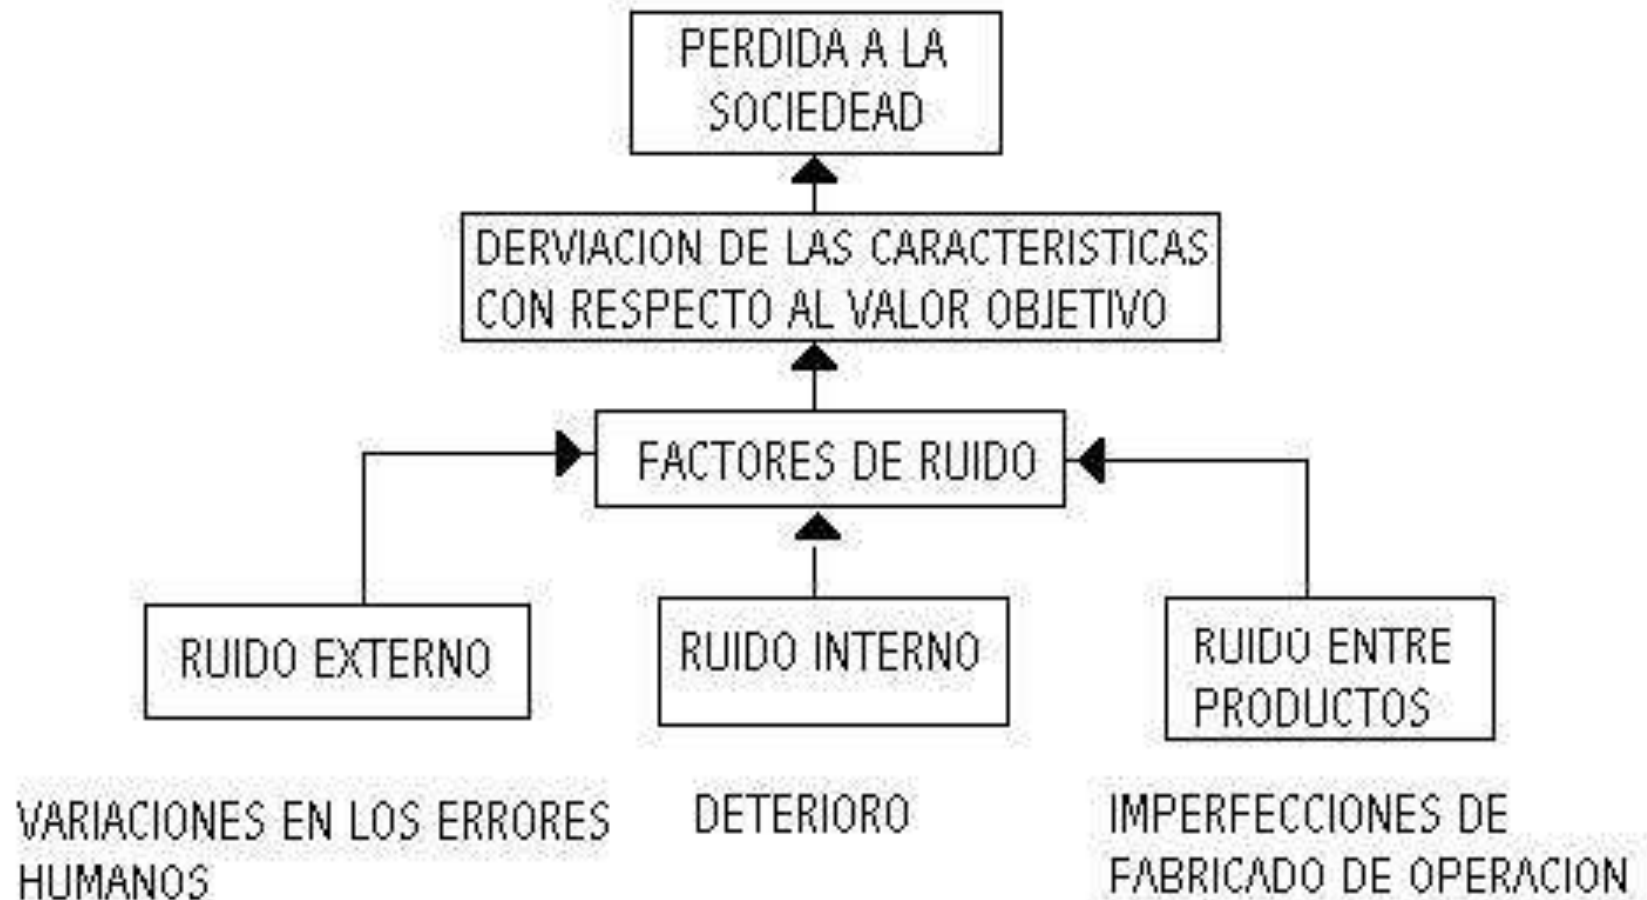 PERDIDA A LA
SOCIEDEAD
DERVIACION DE LAS CARACTERISTICAS
CON RESPECTO AL VALOR OBJETIVO
FACTORES DE RUIDO
RUIDO EXTERNO
RUIDO INTERNO
RUIDO ENTRE
PRODUCTOS
VARIACIONES EN LOS ERRORES
HUMANOS
DETERIORO
IMPERFECCIONES DE
FABRICADO DE OPERACION